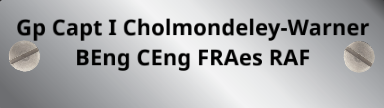 Gp Capt I Cholmondeley-Warner
BEng CEng FRAes RAF